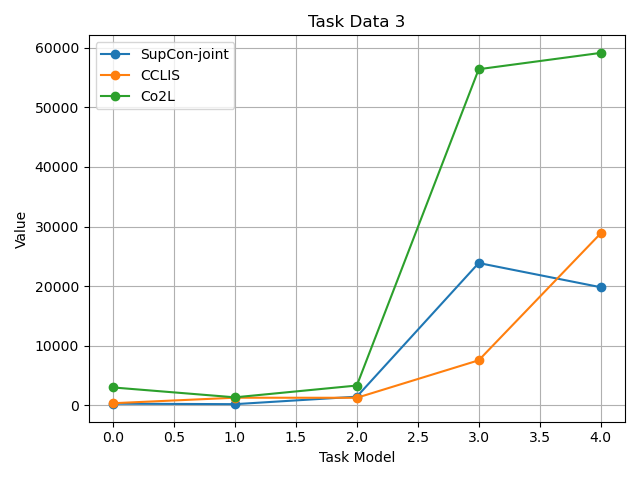 Task Data 3
SupCon-joint
CCLIS
Co2L
Value
60000
50000
40000
30000
20000
10000
0
0.0 0.5 1.0 1.5 2.0 2.5 3.0 3.5 4.0
Task Model